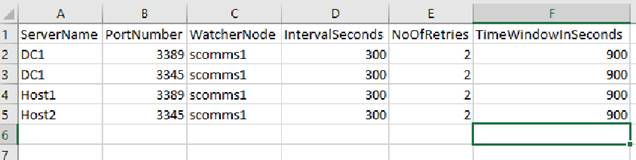 A B C D E F
1 ServerName PortNumber WatcherNode IntervalSeconds NoOfRetries TimeWindowInSeconds
2 DC1 3389 scomms1 300 2 900
3 DC1 3345 scomms1 300 2 900
4 Host1 3389 scomms1 300 2 900
5 Host2 3345 scomms1 300 2 900
6
7